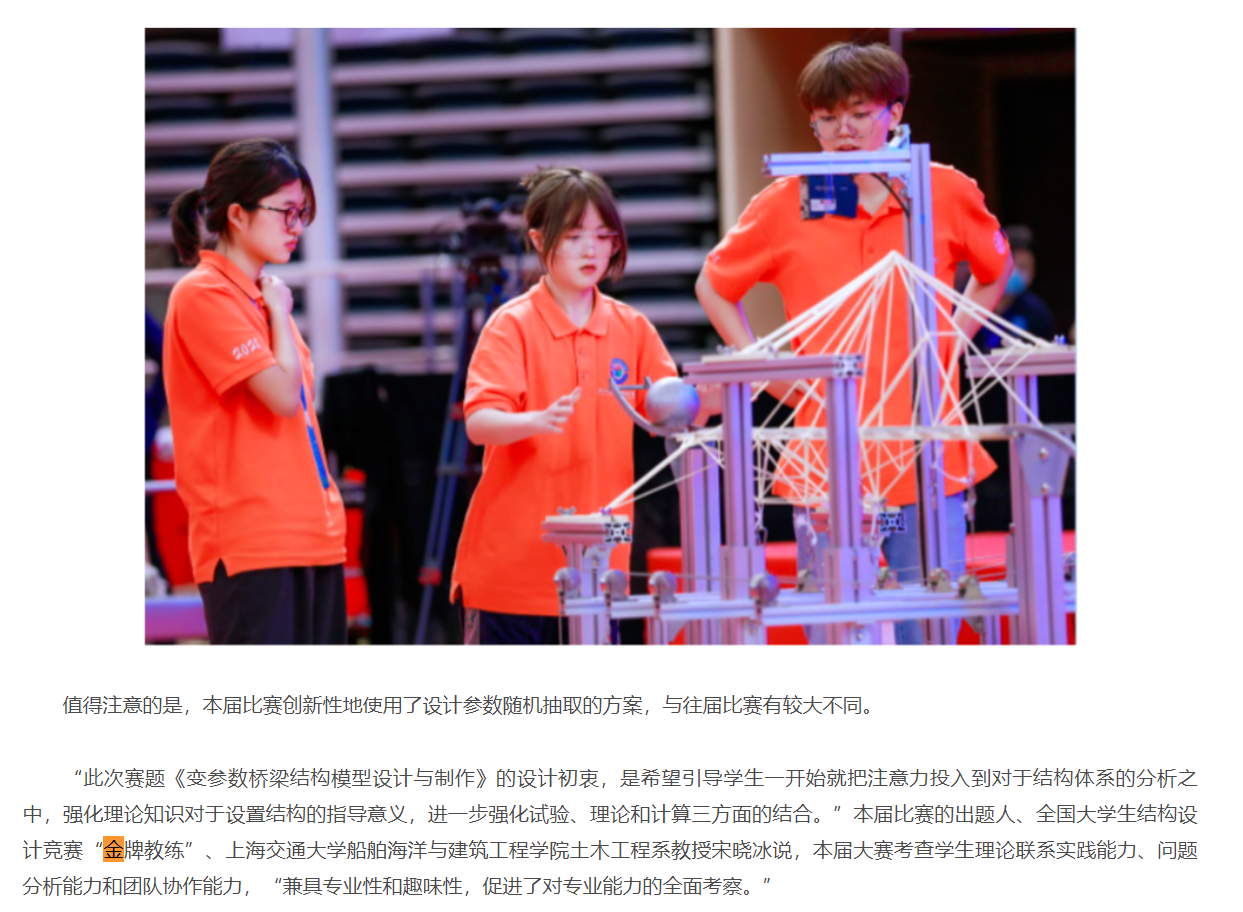 2020
值得注意的是，本届比赛创新性地使用了设计参数随机抽取的方案，与往届比赛有较大不同。
“此次赛题《变参数桥梁结构模型设计与制作》的设计初衷，是希望引导学生一开始就把注意力投入到对于结构体系的分析之
中，强化理论知识对于设置结构的指导意义，进一步强化试验、理论和计算三方面的结合。”本届比赛的出题人、全国大学生结构设
计竞赛“金牌教练”、上海交通大学船舶海洋与建筑工程学院土木工程系教授宋晓冰说，本届大赛考查学生理论联系实践能力、问题
分析能力和团队协作能力，“兼具专业性和趣味性，促进了对专业能力的全面考察。”